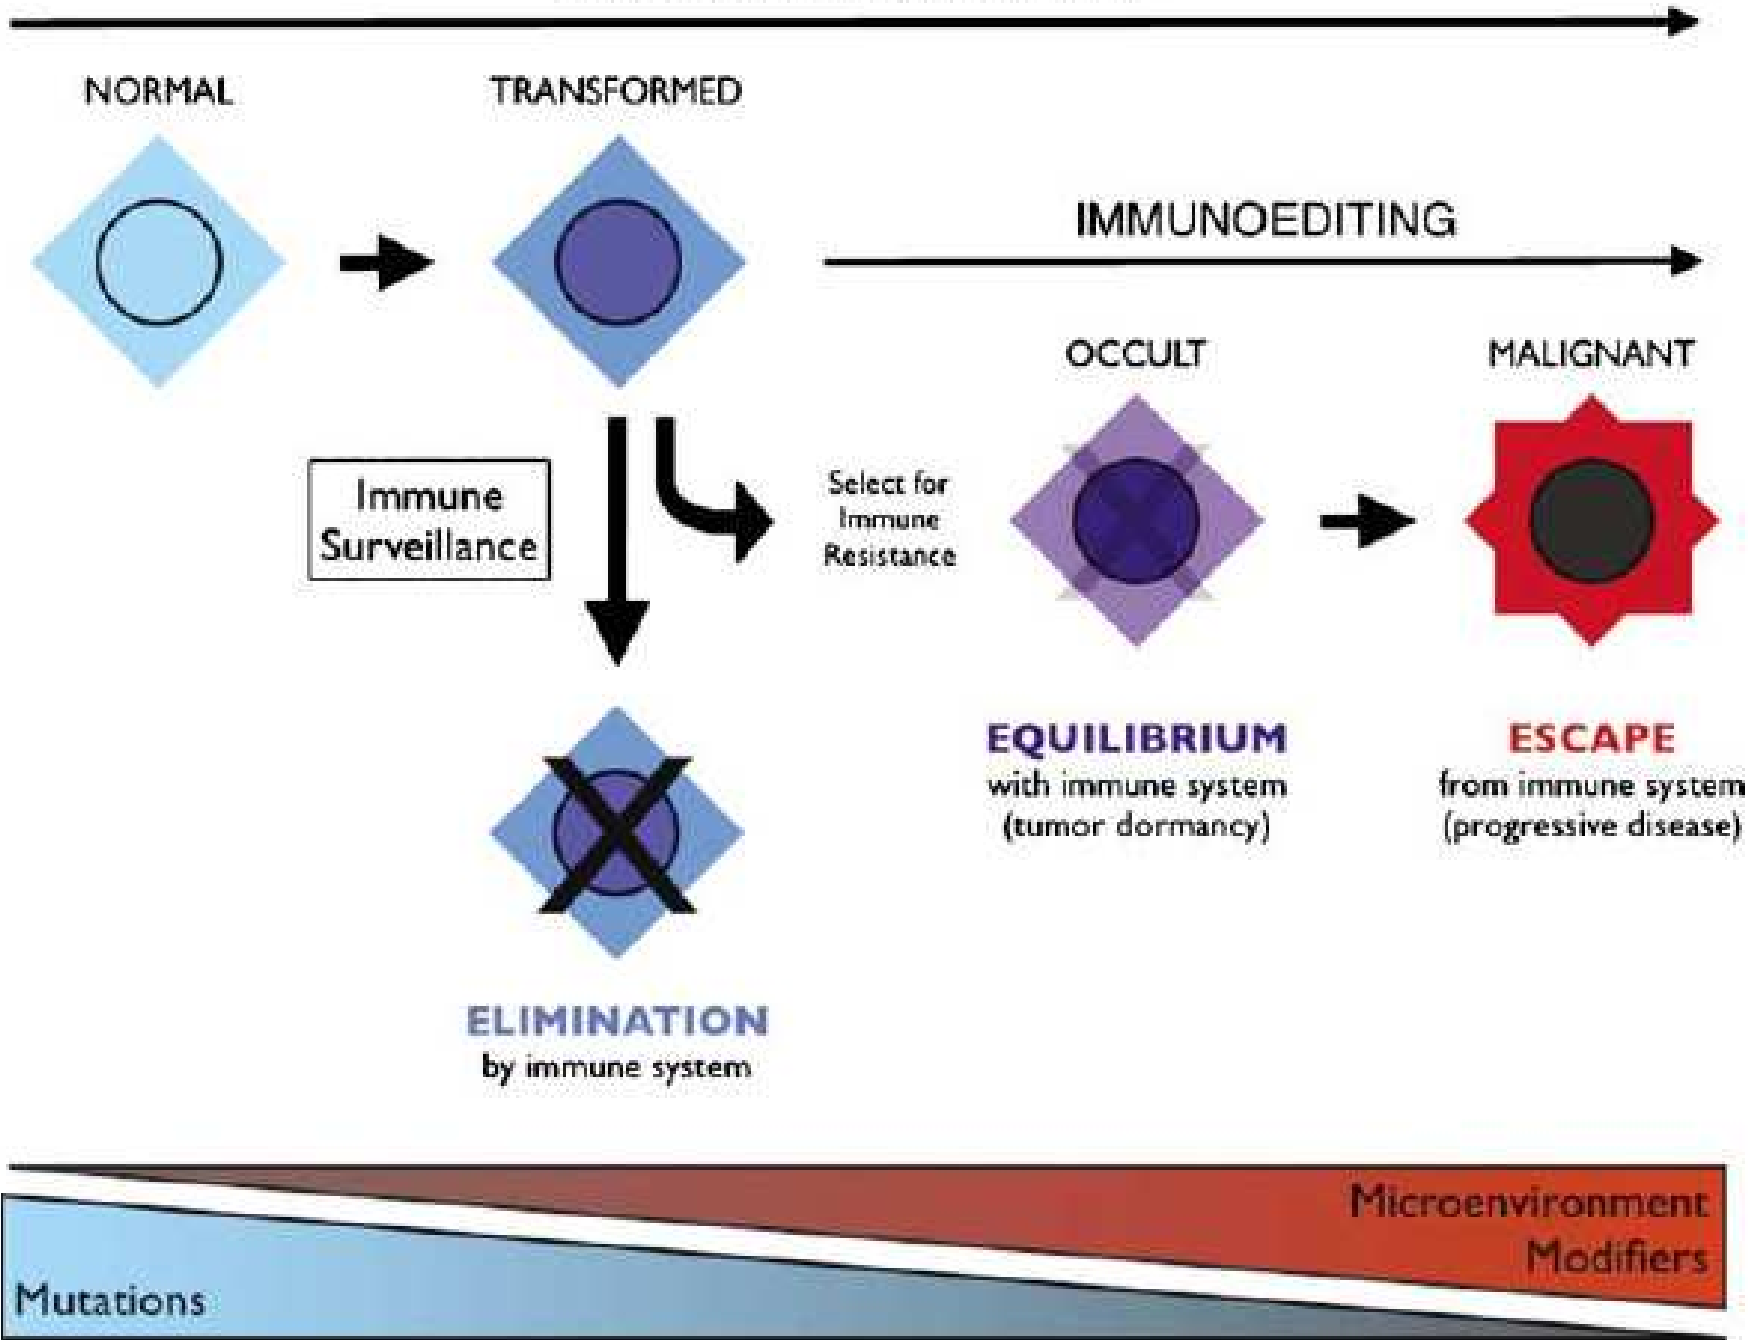 NORMAL
TRANSFORMED
IMMUNOEDITING
OCCULT
MALIGNANT
Immune
Surveillance
Select for
Immune
Resistance
EQUILIBRIUM
with immune system
(tumor dormancy)
ESCAPE
from immune system
(progressive disease)
ELIMINATION
by immune system
Microenvironment
Modifiers
Mutations